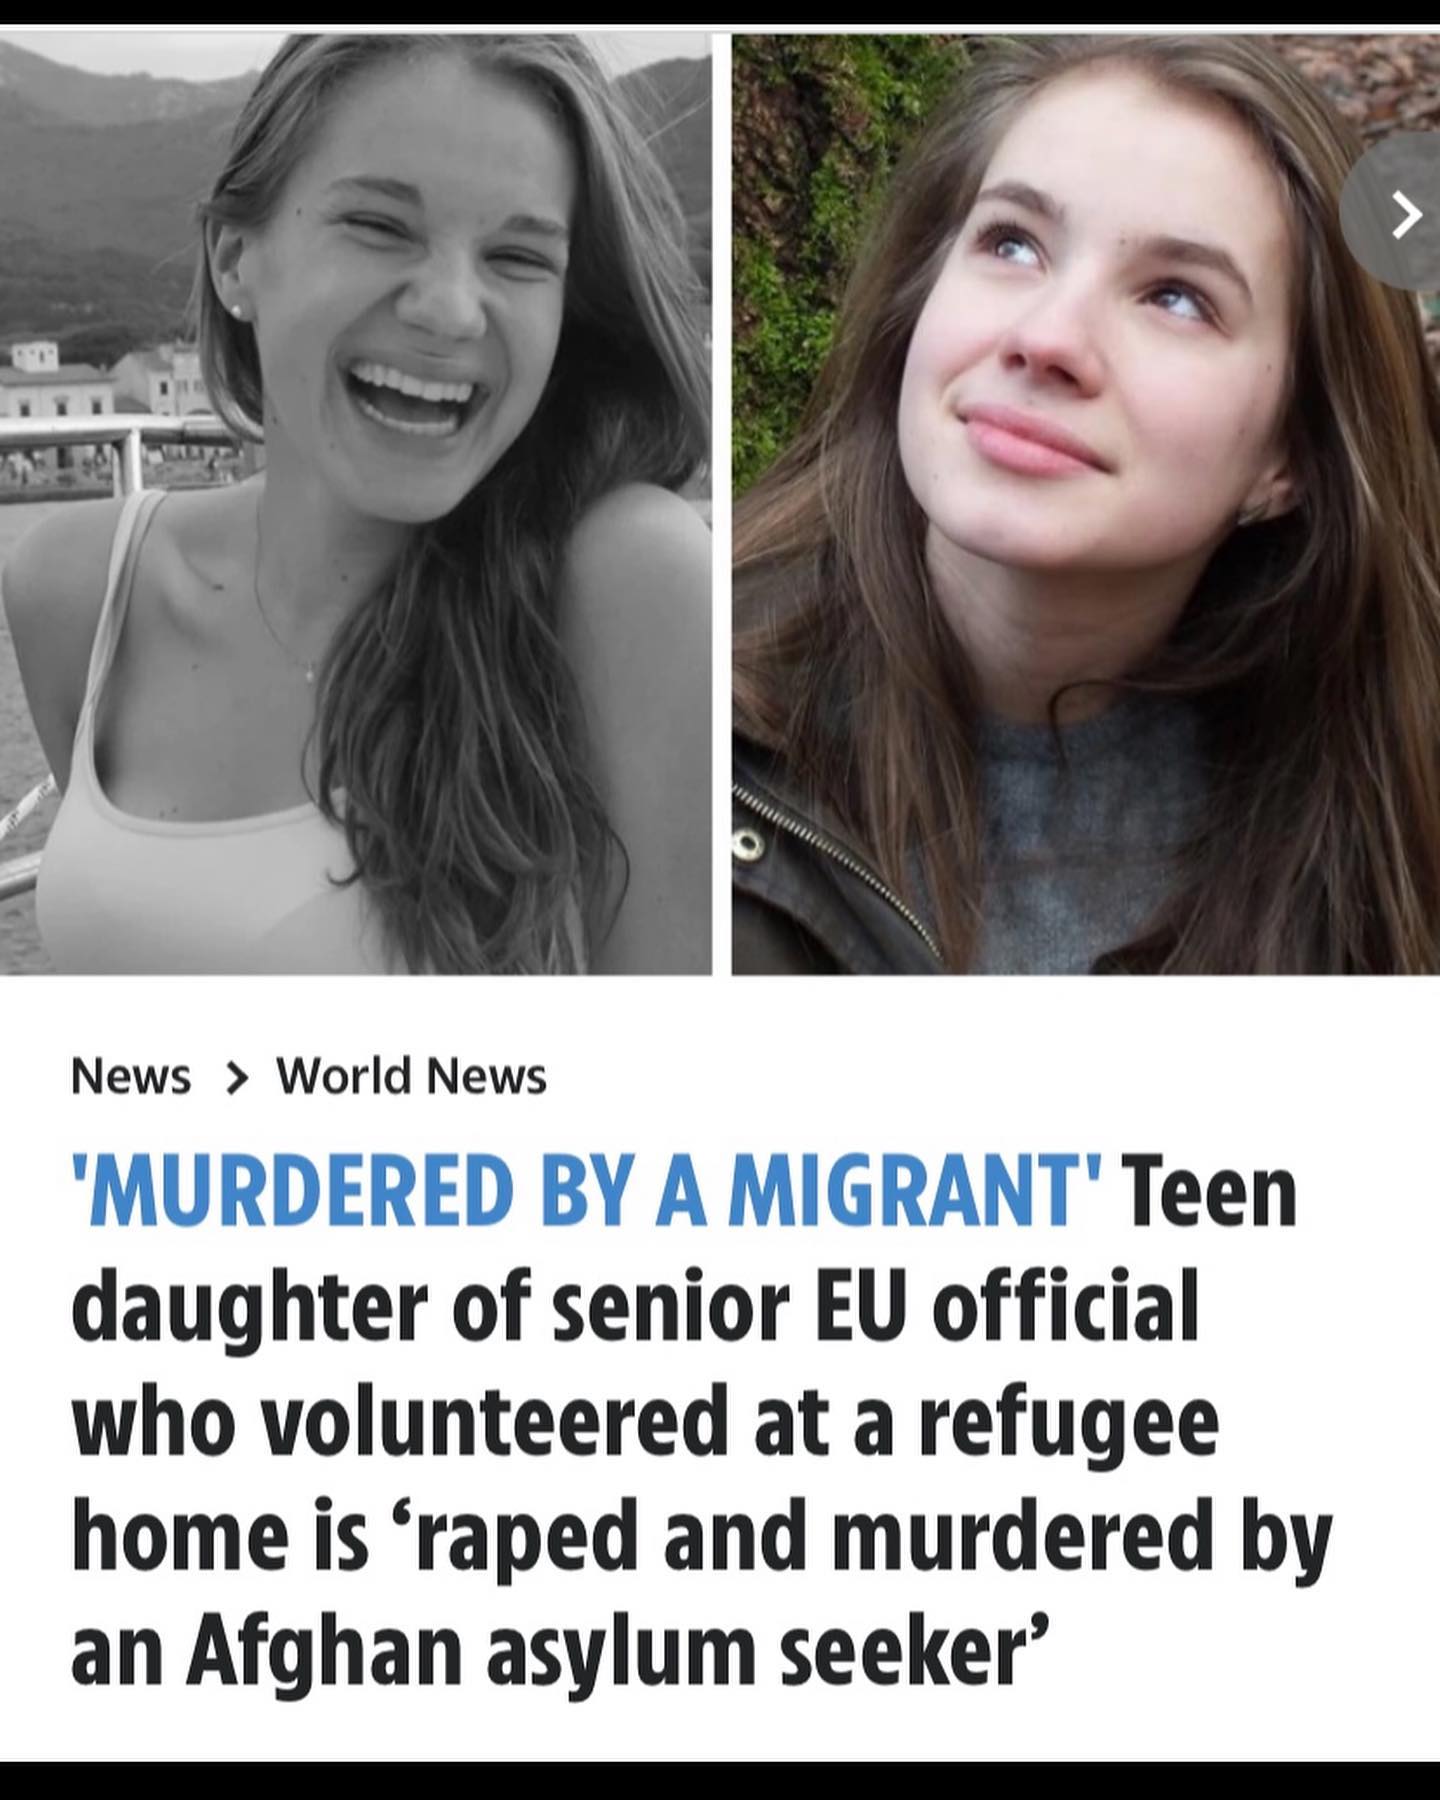 News > World News
'MURDERED BY A MIGRANT' Teen
daughter of senior EU official
who volunteered at a refugee
home is ‘raped and murdered by
an Afghan asylum seeker’